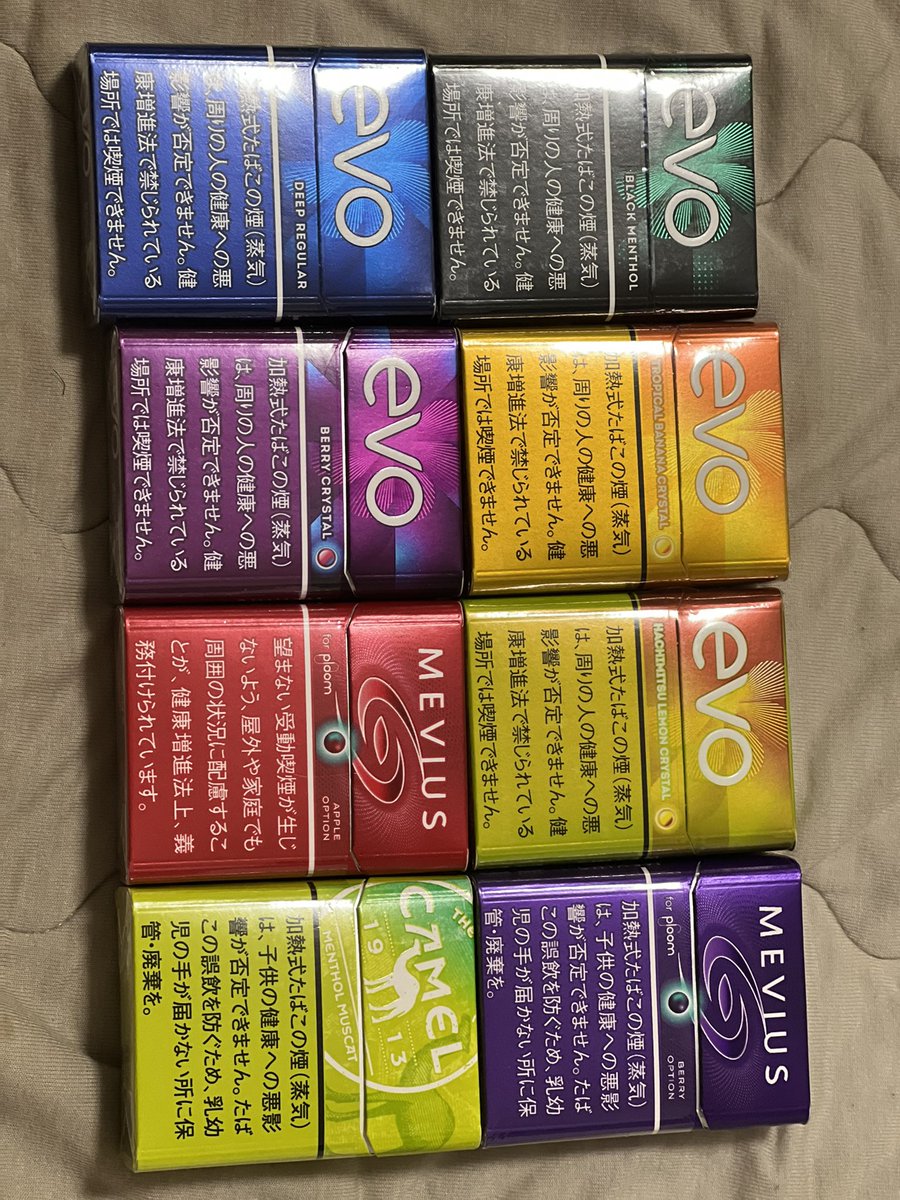 evo
DEEP REGULAR
加熱式たばこの煙(蒸気)
は、周りの人の健康への悪
影響が否定できません。健
康増進法で禁じられている
場所では喫煙できません。
evo
BLACK MENTHOL
加熱式たばこの煙(蒸気)
は、周りの人の健康への悪
影響が否定できません。健
康増進法で禁じられている
場所では喫煙できません。
evo
BERRY CRYSTAL
加熱式たばこの煙(蒸気)
は、周りの人の健康への悪
影響が否定できません。健
康増進法で禁じられている
場所では喫煙できません。
evo
TROPICAL BANANA CRYSTAL
加熱式たばこの煙(蒸気)
は、周りの人の健康への悪
影響が否定できません。健
康増進法で禁じられている
場所では喫煙できません。
MEVIUS
for ploom
APPLE
OPTION
望まない受動喫煙が生じ
ないよう、屋外や家庭でも
周囲の状況に配慮するこ
とが、健康増進法上、義
務付けられています。
evo
HACHIMITSU LEMON CRYSTAL
加熱式たばこの煙(蒸気)
は、周りの人の健康への悪
影響が否定できません。健
康増進法で禁じられている
場所では喫煙できません。
THE
CAMEL
19 13
MENTHOL MUSCAT
加熱式たばこの煙(蒸気)
は、子供の健康への悪影
響が否定できません。たば
この誤飲を防ぐため、乳幼
児の手が届かない所に保
管・廃棄を。
MEVIUS
for ploom
BERRY
OPTION
加熱式たばこの煙(蒸気)
は、子供の健康への悪影
響が否定できません。たば
この誤飲を防ぐため、乳幼
児の手が届かない所に保
管・廃棄を。